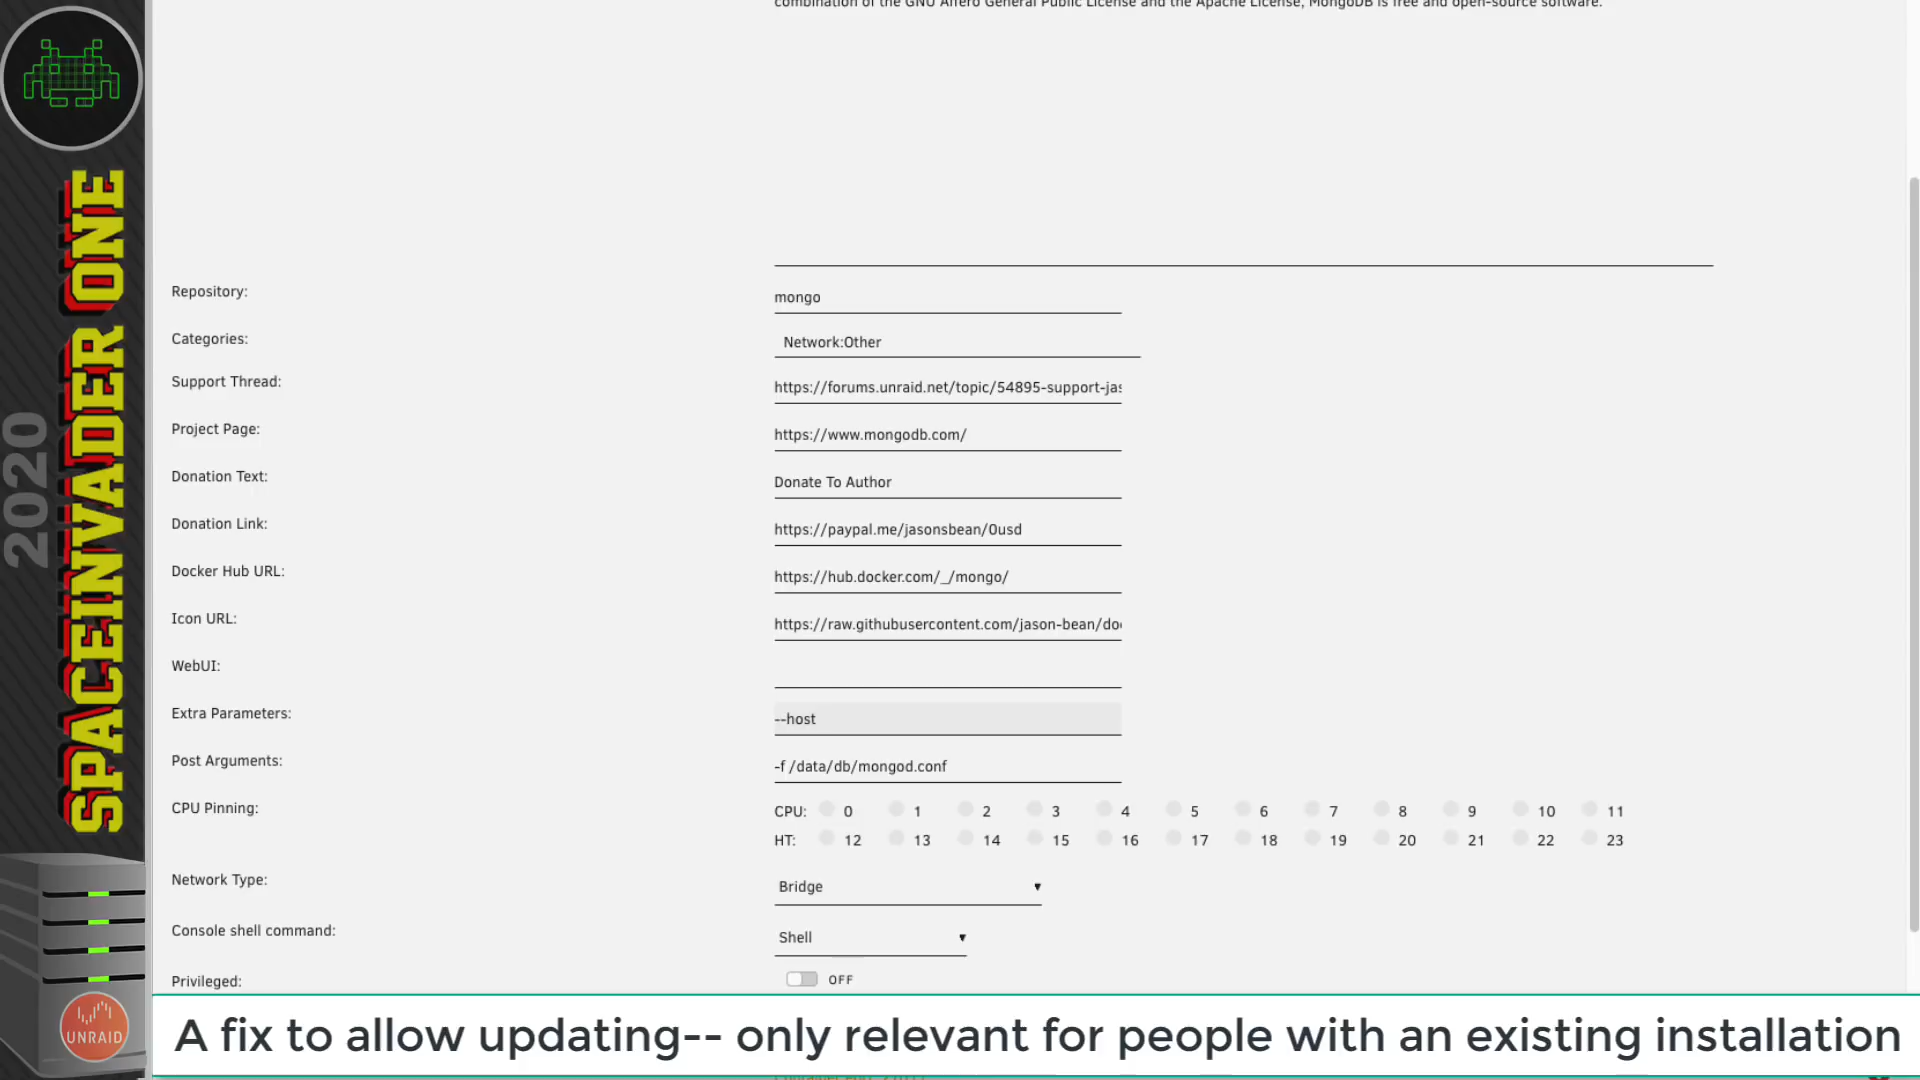 combination of the GNU Affero General Public License and the Apache License, MongoDB is free and open-source software.
Repository:
mongo
Categories:
Network:Other
Support Thread:
https://forums.unraid.net/topic/54895-support-jas
Project Page:
https://www.mongodb.com/
Donation Text:
Donate To Author
Donation Link:
https://paypal.me/jasonsbean/0usd
Docker Hub URL:
https://hub.docker.com/_/mongo/
Icon URL:
https://raw.githubusercontent.com/jason-bean/do
WebUI:
Extra Parameters:
--host
Post Arguments:
-f /data/db/mongod.conf
CPU Pinning:
CPU: 0 1 2 3 4 5 6 7 8 9 10 11
HT: 12 13 14 15 16 17 18 19 20 21 22 23
Network Type:
Bridge
Console shell command:
Shell
Privileged:
OFF
A fix to allow updating-- only relevant for people with an existing installation
SPACEINVADER ONE
2020
UNRAID